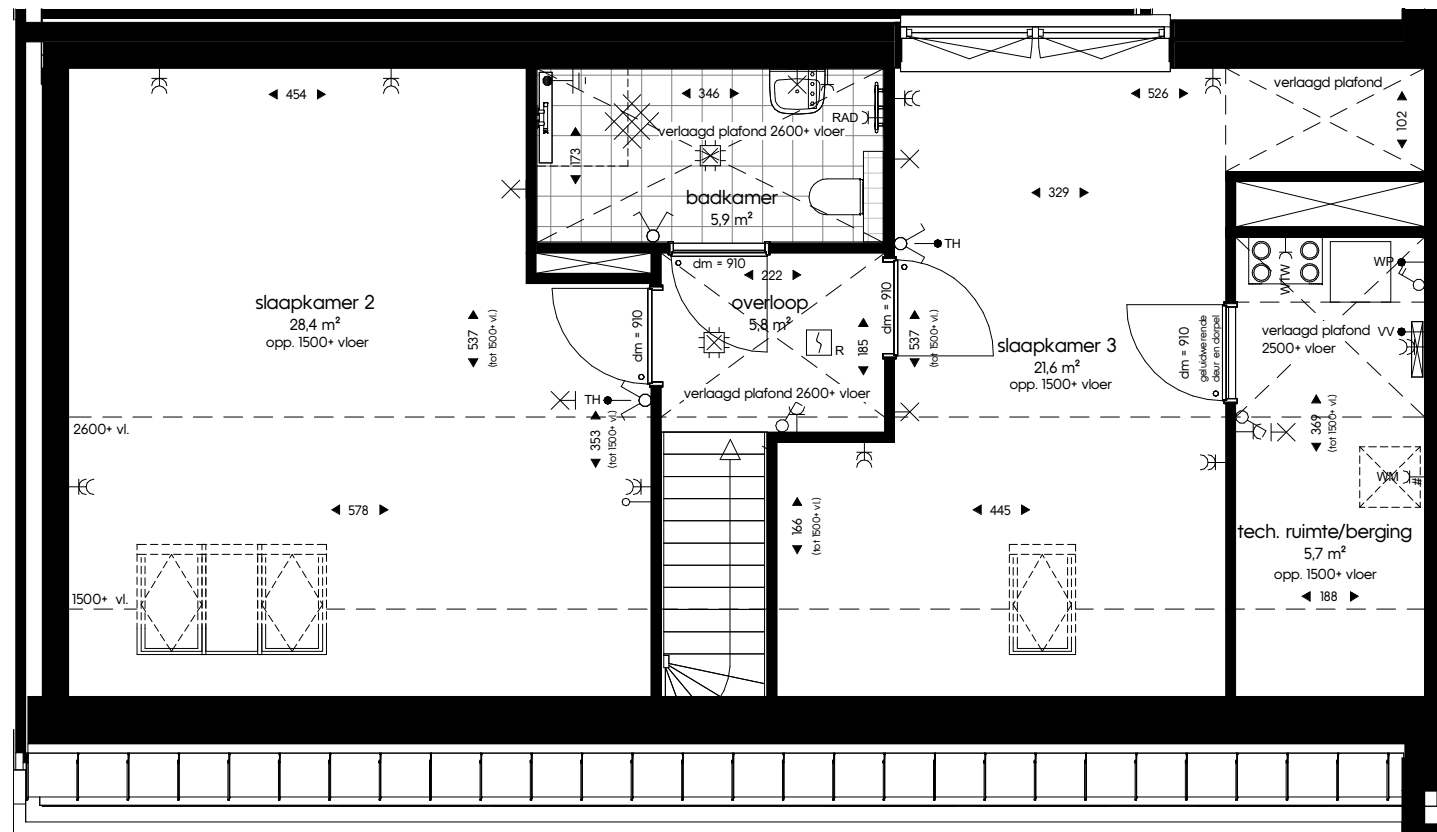 454
346
526
verlaagd plafond
102
RAD
verlaagd plafond 2600+ vloer
173
badkamer
5,9 m²
329
TH
dm = 910
222
overloop
5,8 m²
185
R
verlaagd plafond 2600+ vloer
dm = 910
dm = 910
slaapkamer 2
28,4 m²
opp. 1500+ vloer
537
(tot 1500+ vl.)
TH
353
(tot 1500+ vl.)
537
(tot 1500+ vl.)
slaapkamer 3
21,6 m²
opp. 1500+ vloer
dm = 910
geluidwerende
deur en dorpel
WTW
WP
verlaagd plafond
2500+ vloer
VV
369
(tot 1500+ vl.)
2600+ vl.
WM
578
166
(tot 1500+ vl.)
445
tech. ruimte/berging
5,7 m²
opp. 1500+ vloer
188
1500+ vl.